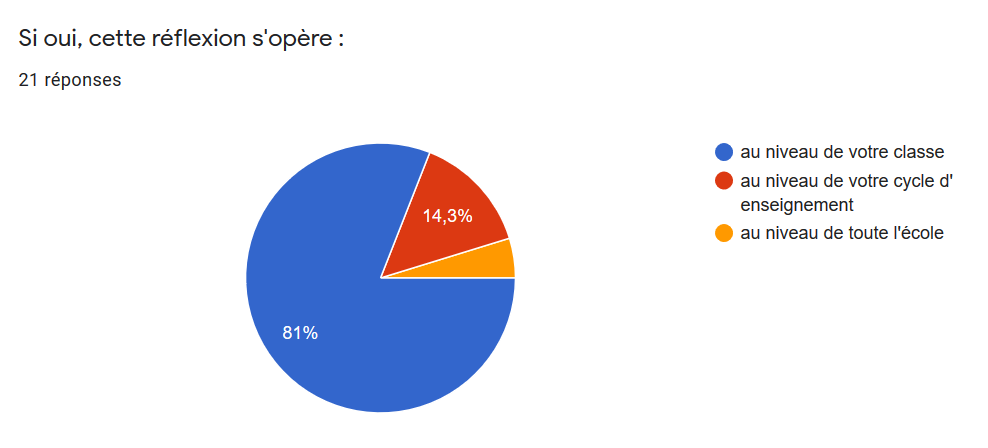 Si oui, cette réflexion s'opère :
21 réponses
au niveau de votre classe
au niveau de votre cycle d'
enseignement
au niveau de toute l'école
14,3%
81%